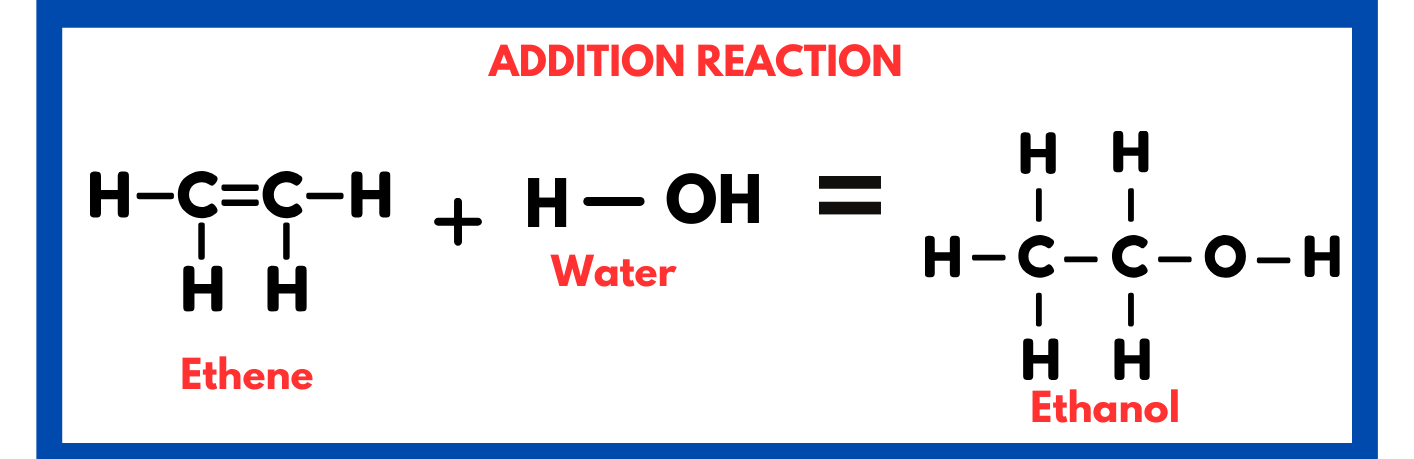 ADDITION REACTION
H–C=C–H + H — OH =
H H
Water
Ethene
H H
H – C – C – O – H
H H
Ethanol